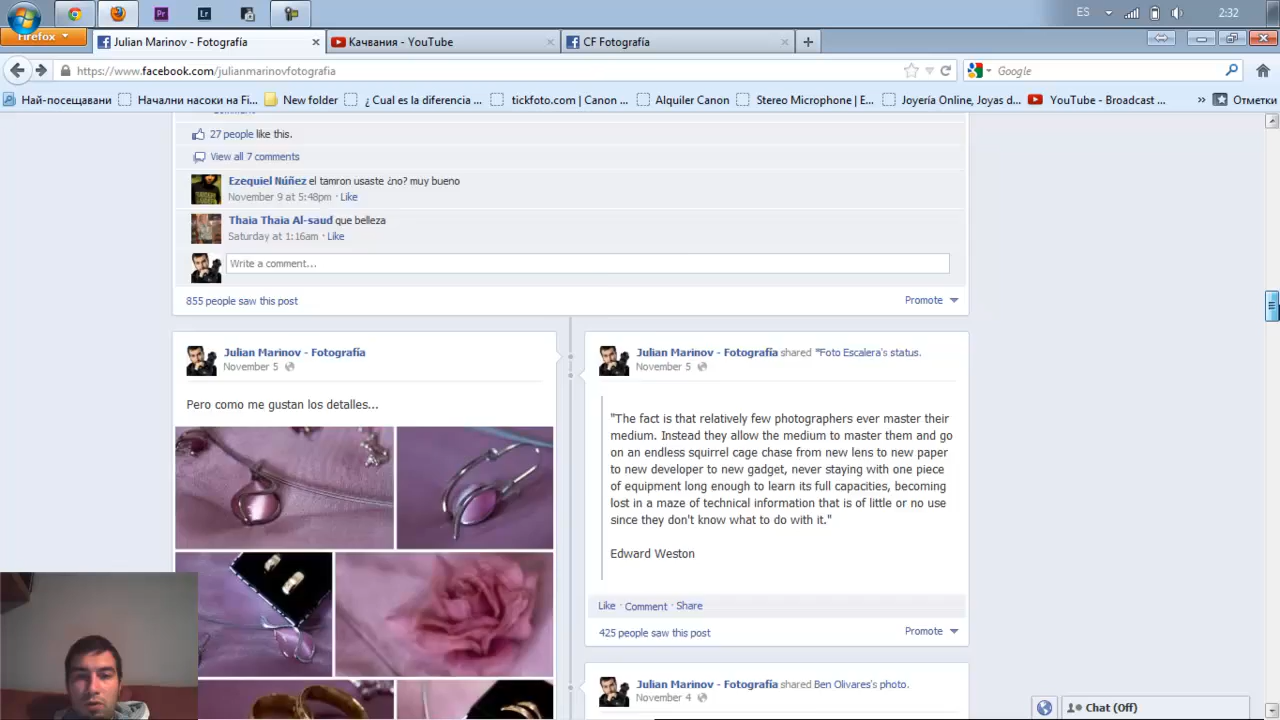 ES
2:32
Firefox
Julian Marinov - Fotografía
Качвания - YouTube
CF Fotografía
https://www.facebook.com/julianmarinovfotografia
Google
Най-посещавани
Начални насоки на Fi...
New folder
¿ Cual es la diferencia ...
tickfoto.com | Canon ...
Alquiler Canon
Stereo Microphone | E...
Joyería Online, Joyas d...
YouTube - Broadcast ...
»
Отметки
27 people like this.
View all 7 comments
Ezequiel Núñez el tamron usaste ¿no? muy bueno
November 9 at 5:48pm · Like
Thaia Thaia Al-saud que belleza
Saturday at 1:16am · Like
Write a comment...
855 people saw this post
Promote
Julian Marinov - Fotografía
November 5
Pero como me gustan los detalles...
Julian Marinov - Fotografía shared "Foto Escalera's status.
November 5
"The fact is that relatively few photographers ever master their
medium. Instead they allow the medium to master them and go
on an endless squirrel cage chase from new lens to new paper
to new developer to new gadget, never staying with one piece
of equipment long enough to learn its full capacities, becoming
lost in a maze of technical information that is of little or no use
since they don't know what to do with it."
Edward Weston
Like · Comment · Share
425 people saw this post
Promote
Julian Marinov - Fotografía shared Ben Olivares's photo.
November 4
Chat (Off)